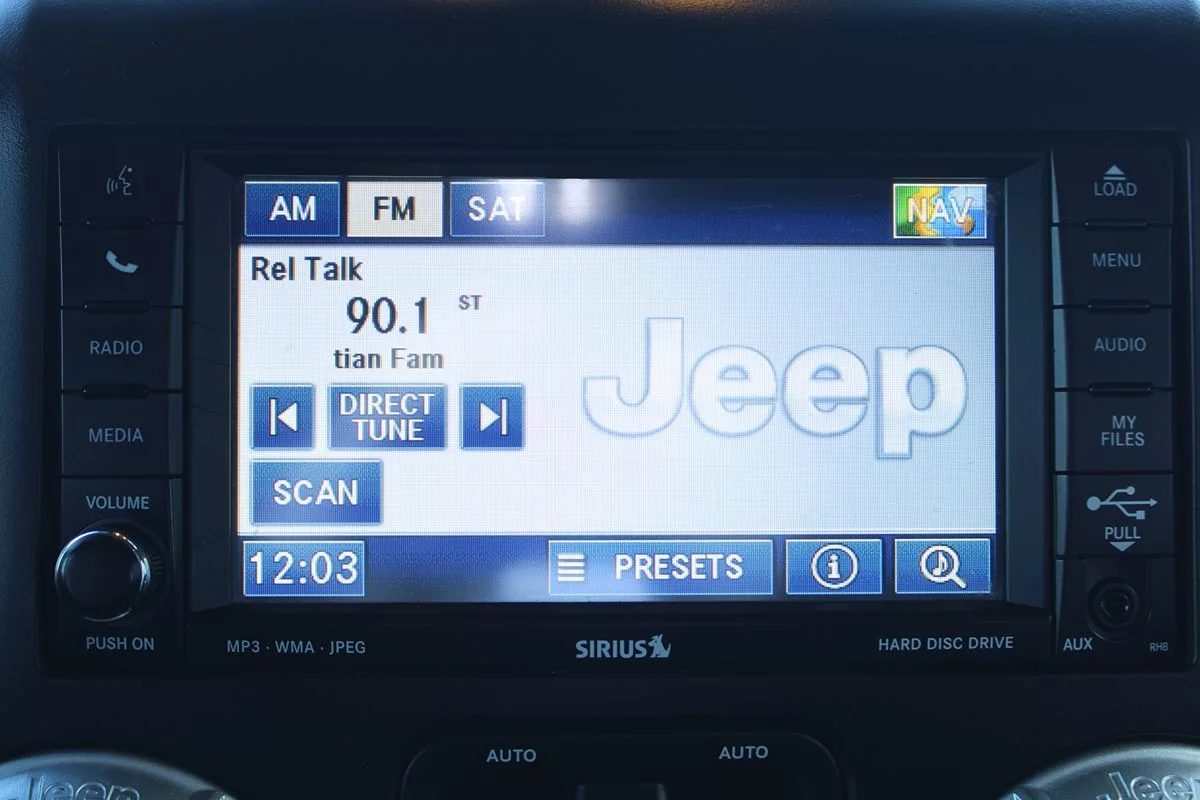 AM FM SAT NAV
Rel Talk
90.1 ST
tian Fam
DIRECT
TUNE
SCAN
Jeep
12:03 PRESETS i
RADIO
MEDIA
VOLUME
PUSH ON
LOAD
MENU
AUDIO
MY
FILES
PULL
AUX RHB
MP3 · WMA · JPEG SIRIUS HARD DISC DRIVE
AUTO AUTO
Jeep Jeep